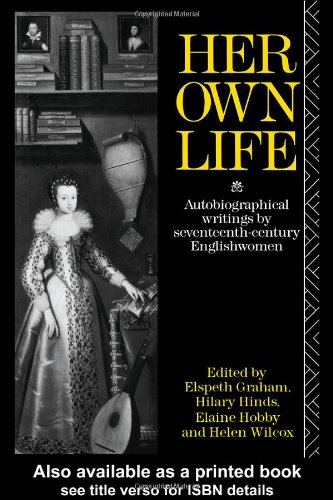 HER
OWN
LIFE
Autobiographical
writings by
seventeenth-century
Englishwomen
Edited by
Elspeth Graham,
Hilary Hinds,
Elaine Hobby
and Helen Wilcox
Also available as a printed book
see title verso for ISBN details